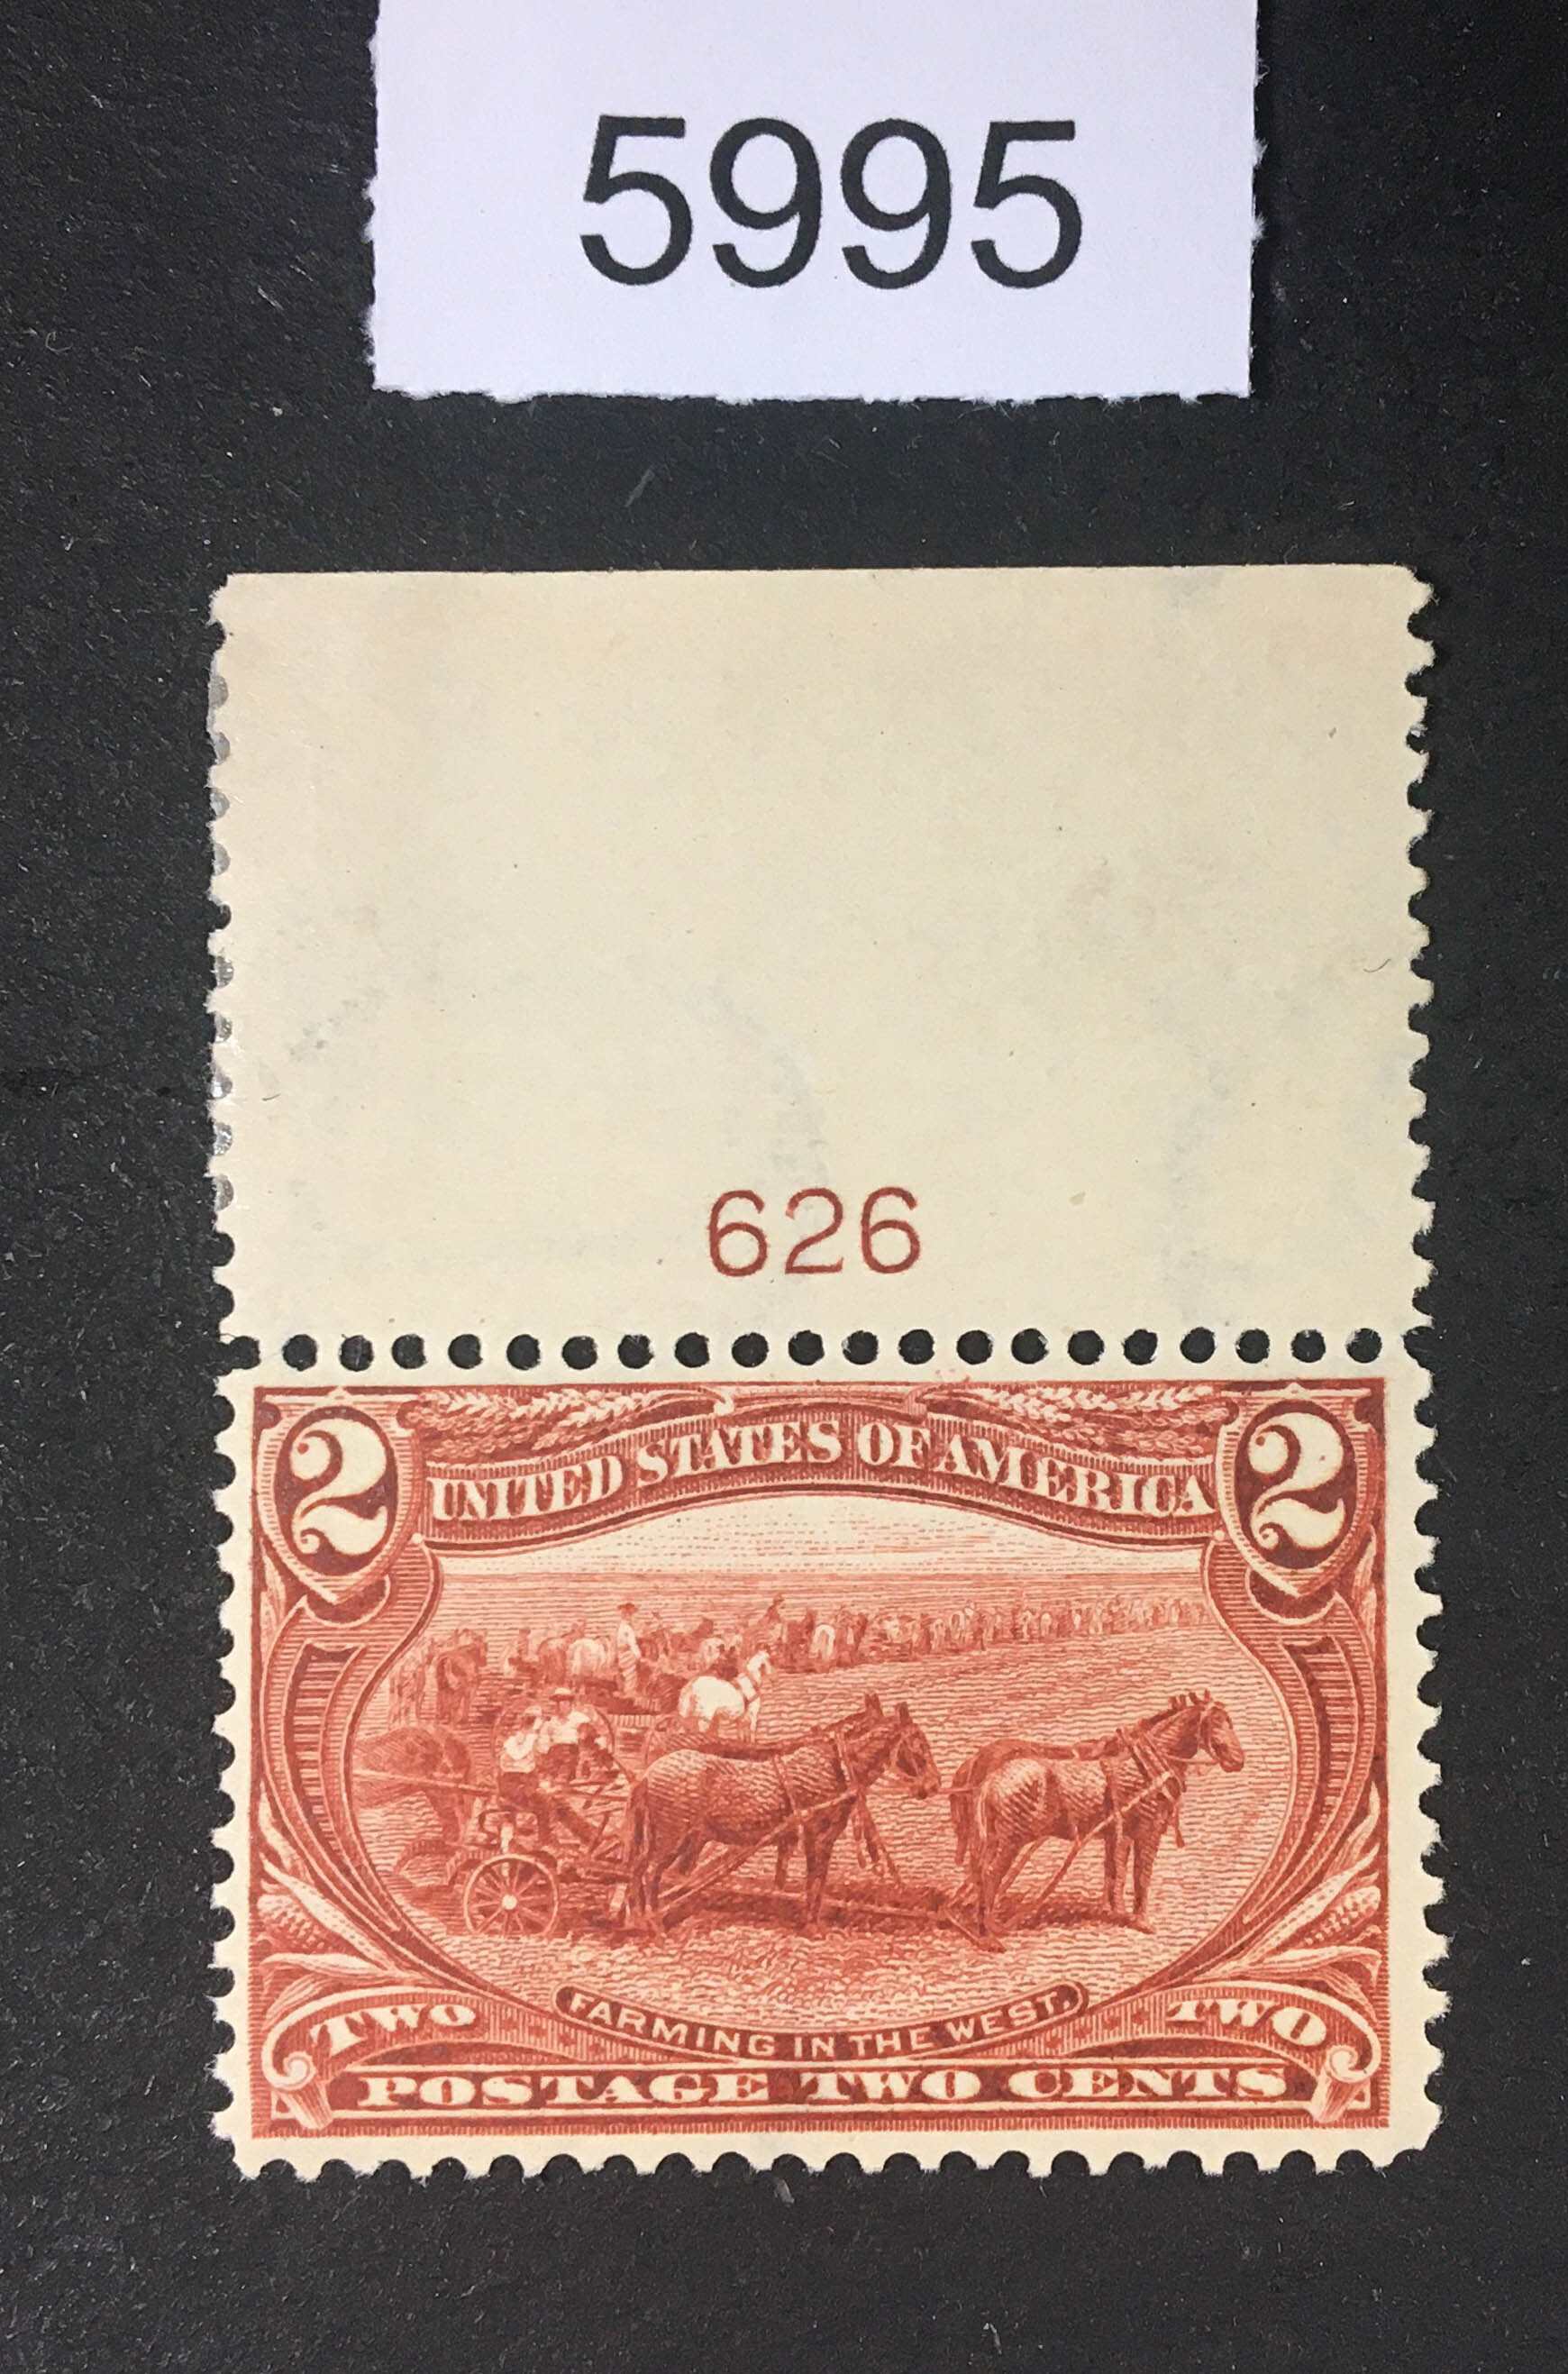 5995
626
2 UNITED STATES OF AMERICA 2
FARMING IN THE WEST.
TWO TWO
POSTAGE TWO CENTS